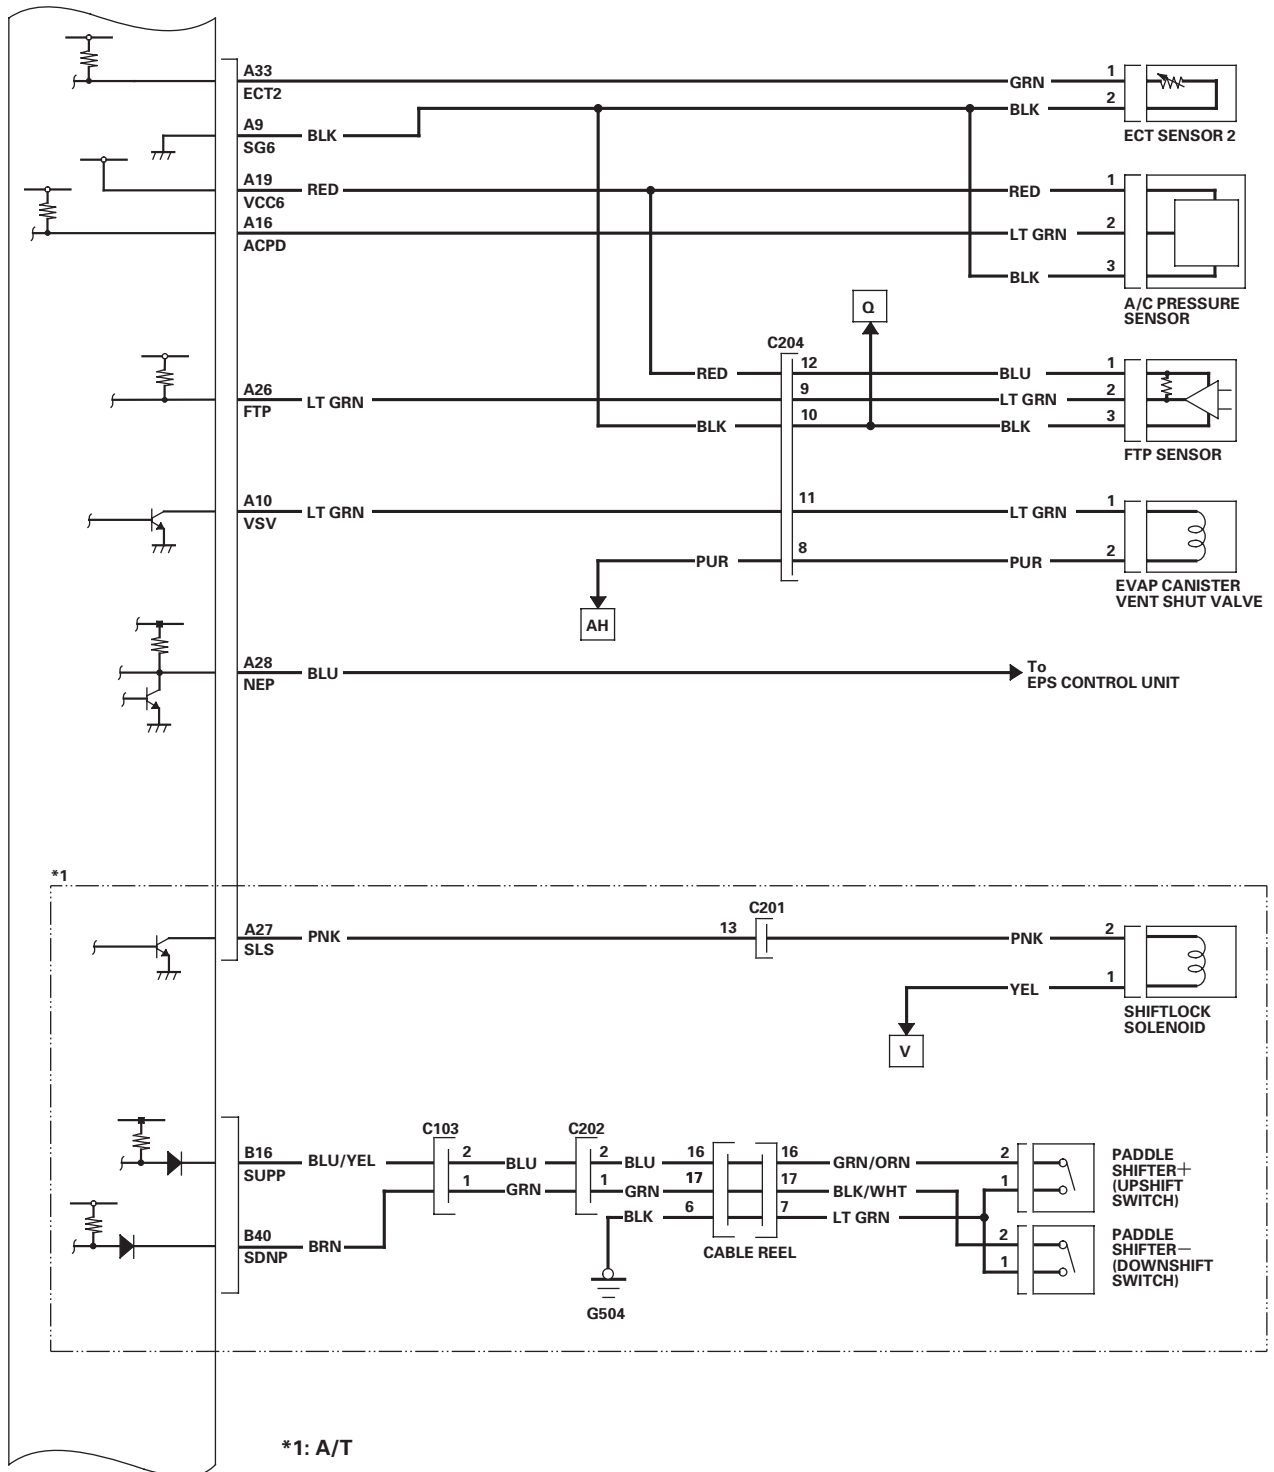 A33
ECT2
GRN
1
BLK
2
ECT SENSOR 2
A9
SG6
BLK
A19
VCC6
RED
RED
1
A16
ACPD
LT GRN
2
BLK
3
A/C PRESSURE
SENSOR
Q
C204
RED
12
BLU
1
A26
FTP
LT GRN
9
LT GRN
2
BLK
10
BLK
3
FTP SENSOR
A10
VSV
LT GRN
11
LT GRN
1
PUR
8
PUR
2
EVAP CANISTER
VENT SHUT VALVE
AH
A28
NEP
BLU
To
EPS CONTROL UNIT
*1
C201
A27
SLS
PNK
13
PNK
2
YEL
1
SHIFTLOCK
SOLENOID
V
C103
C202
B16
SUPP
BLU/YEL
2
BLU
2
BLU
16
16
GRN/ORN
2
1
GRN
1
GRN
17
17
BLK/WHT
1
PADDLE
SHIFTER+
(UPSHIFT
SWITCH)
BLK
6
7
LT GRN
B40
SDNP
BRN
CABLE REEL
2
1
PADDLE
SHIFTER−
(DOWNSHIFT
SWITCH)
G504
*1: A/T